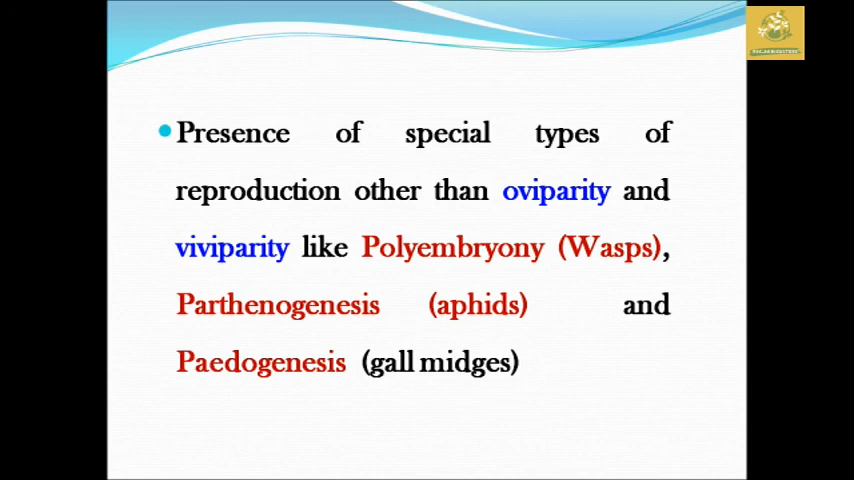 Presence of special types of
reproduction other than oviparity and
viviparity like Polyembryony (Wasps),
Parthenogenesis (aphids) and
Paedogenesis (gall midges)